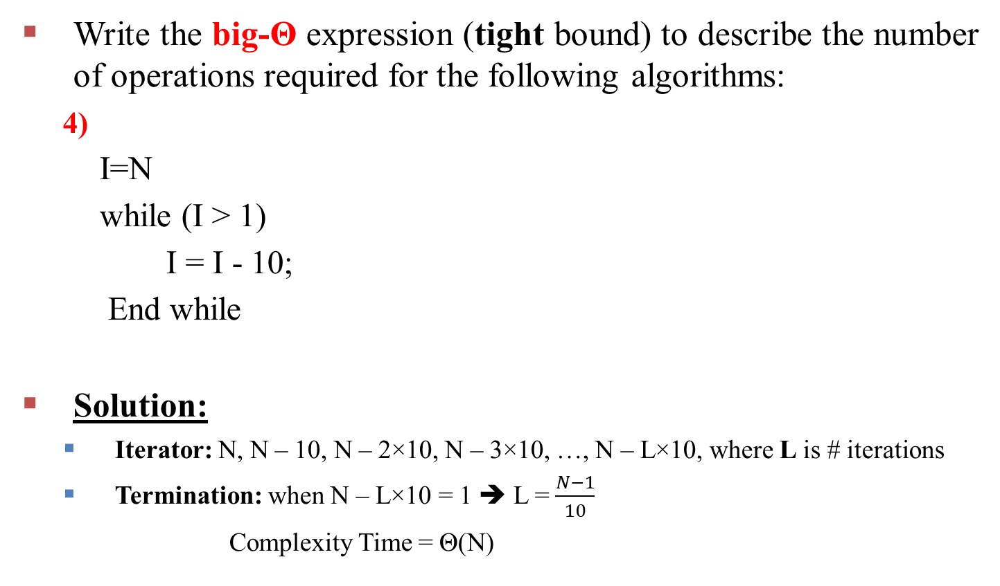 Write the big-Θ expression (tight bound) to describe the number
of operations required for the following algorithms:
4)
I=N
while (I > 1)
I = I - 10;
End while
Solution:
Iterator: N, N – 10, N – 2×10, N – 3×10, …, N – L×10, where L is # iterations
Termination: when N – L×10 = 1 ➔ L = \frac{N−1}{10}
Complexity Time = Θ(N)